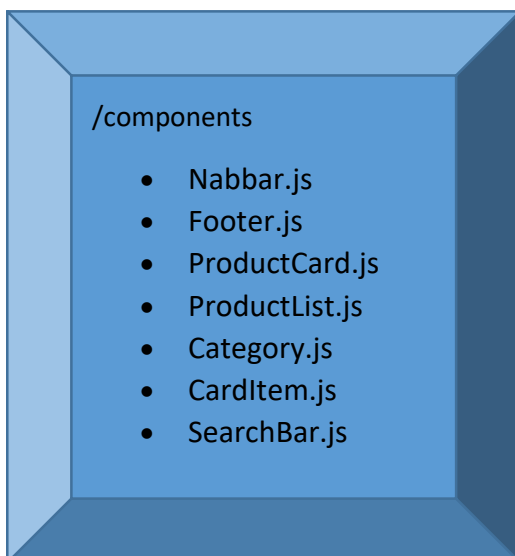 /components
• Nabbar.js
• Footer.js
• ProductCard.js
• ProductList.js
• Category.js
• CardItem.js
• SearchBar.js